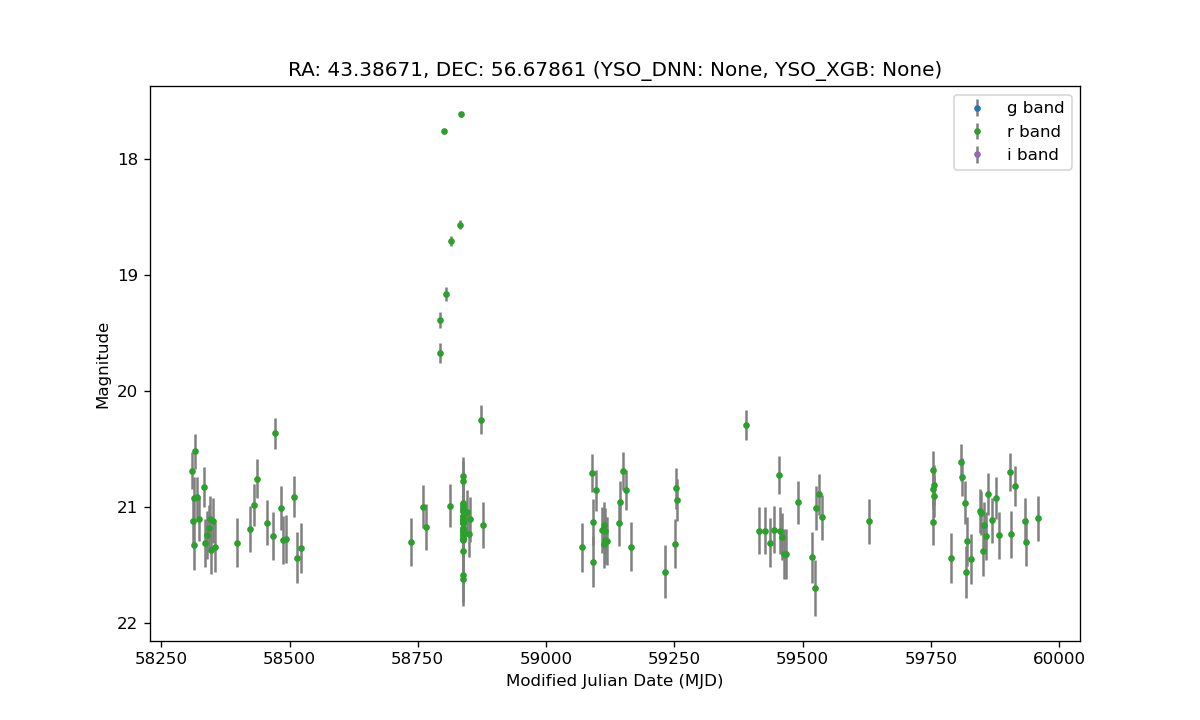 RA: 43.38671, DEC: 56.67861 (YSO_DNN: None, YSO_XGB: None)
g band
r band
i band
Magnitude
18
19
20
21
22
58250 58500 58750 59000 59250 59500 59750 60000
Modified Julian Date (MJD)